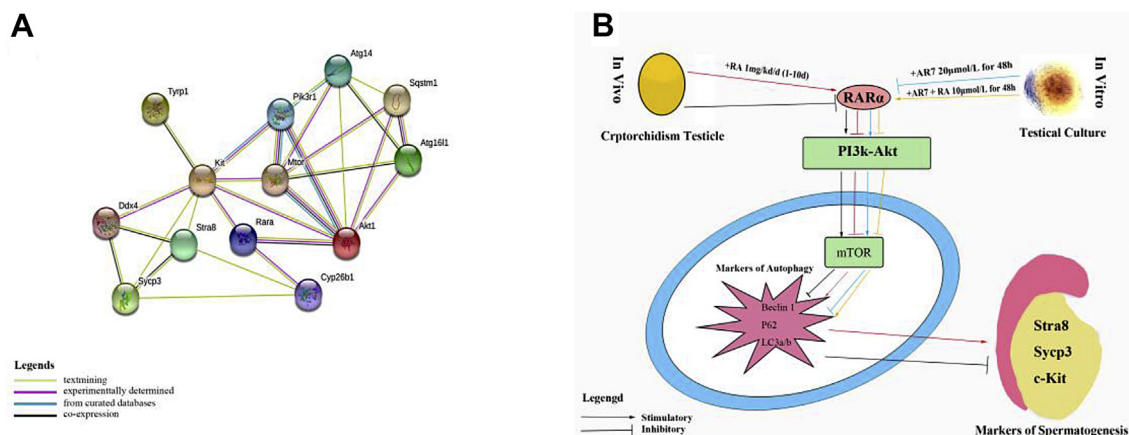 A
Atg14
Sqstm1
Tyrp1
Pik3r1
Atg16l1
Kit
Mtor
Ddx4
Stra8
Rara
Akt1
Sycp3
Cyp26b1
Legends
textmining
experimenttally determined
from curated databases
co-expression
B
In Vivo
+RA 1mg/kd/d (1-10d)
+AR7 20μmol/L for 48h
In Vitro
RARα
+AR7 + RA 10μmol/L for 48h
Crptorchidism Testicle
Testical Culture
PI3k-Akt
mTOR
Markers of Autophagy
Beclin 1
P62
LC3a/b
Stra8
Sycp3
c-Kit
Legengd
Stimulatory
Inhibitory
Markers of Spermatogenesis